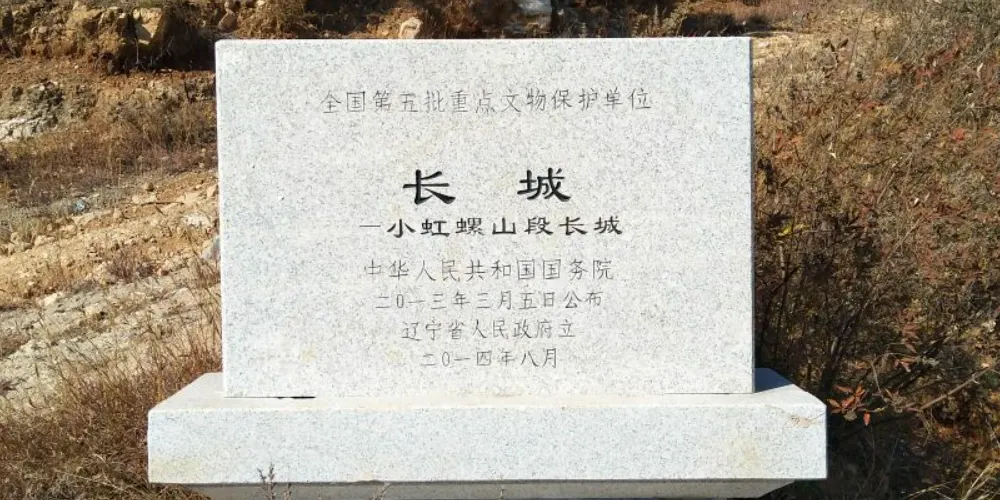 全国第五批重点文物保护单位
长城
—小虹螺山段长城
中华人民共和国国务院
二〇一三年三月五日公布
辽宁省人民政府立
二〇一四年八月